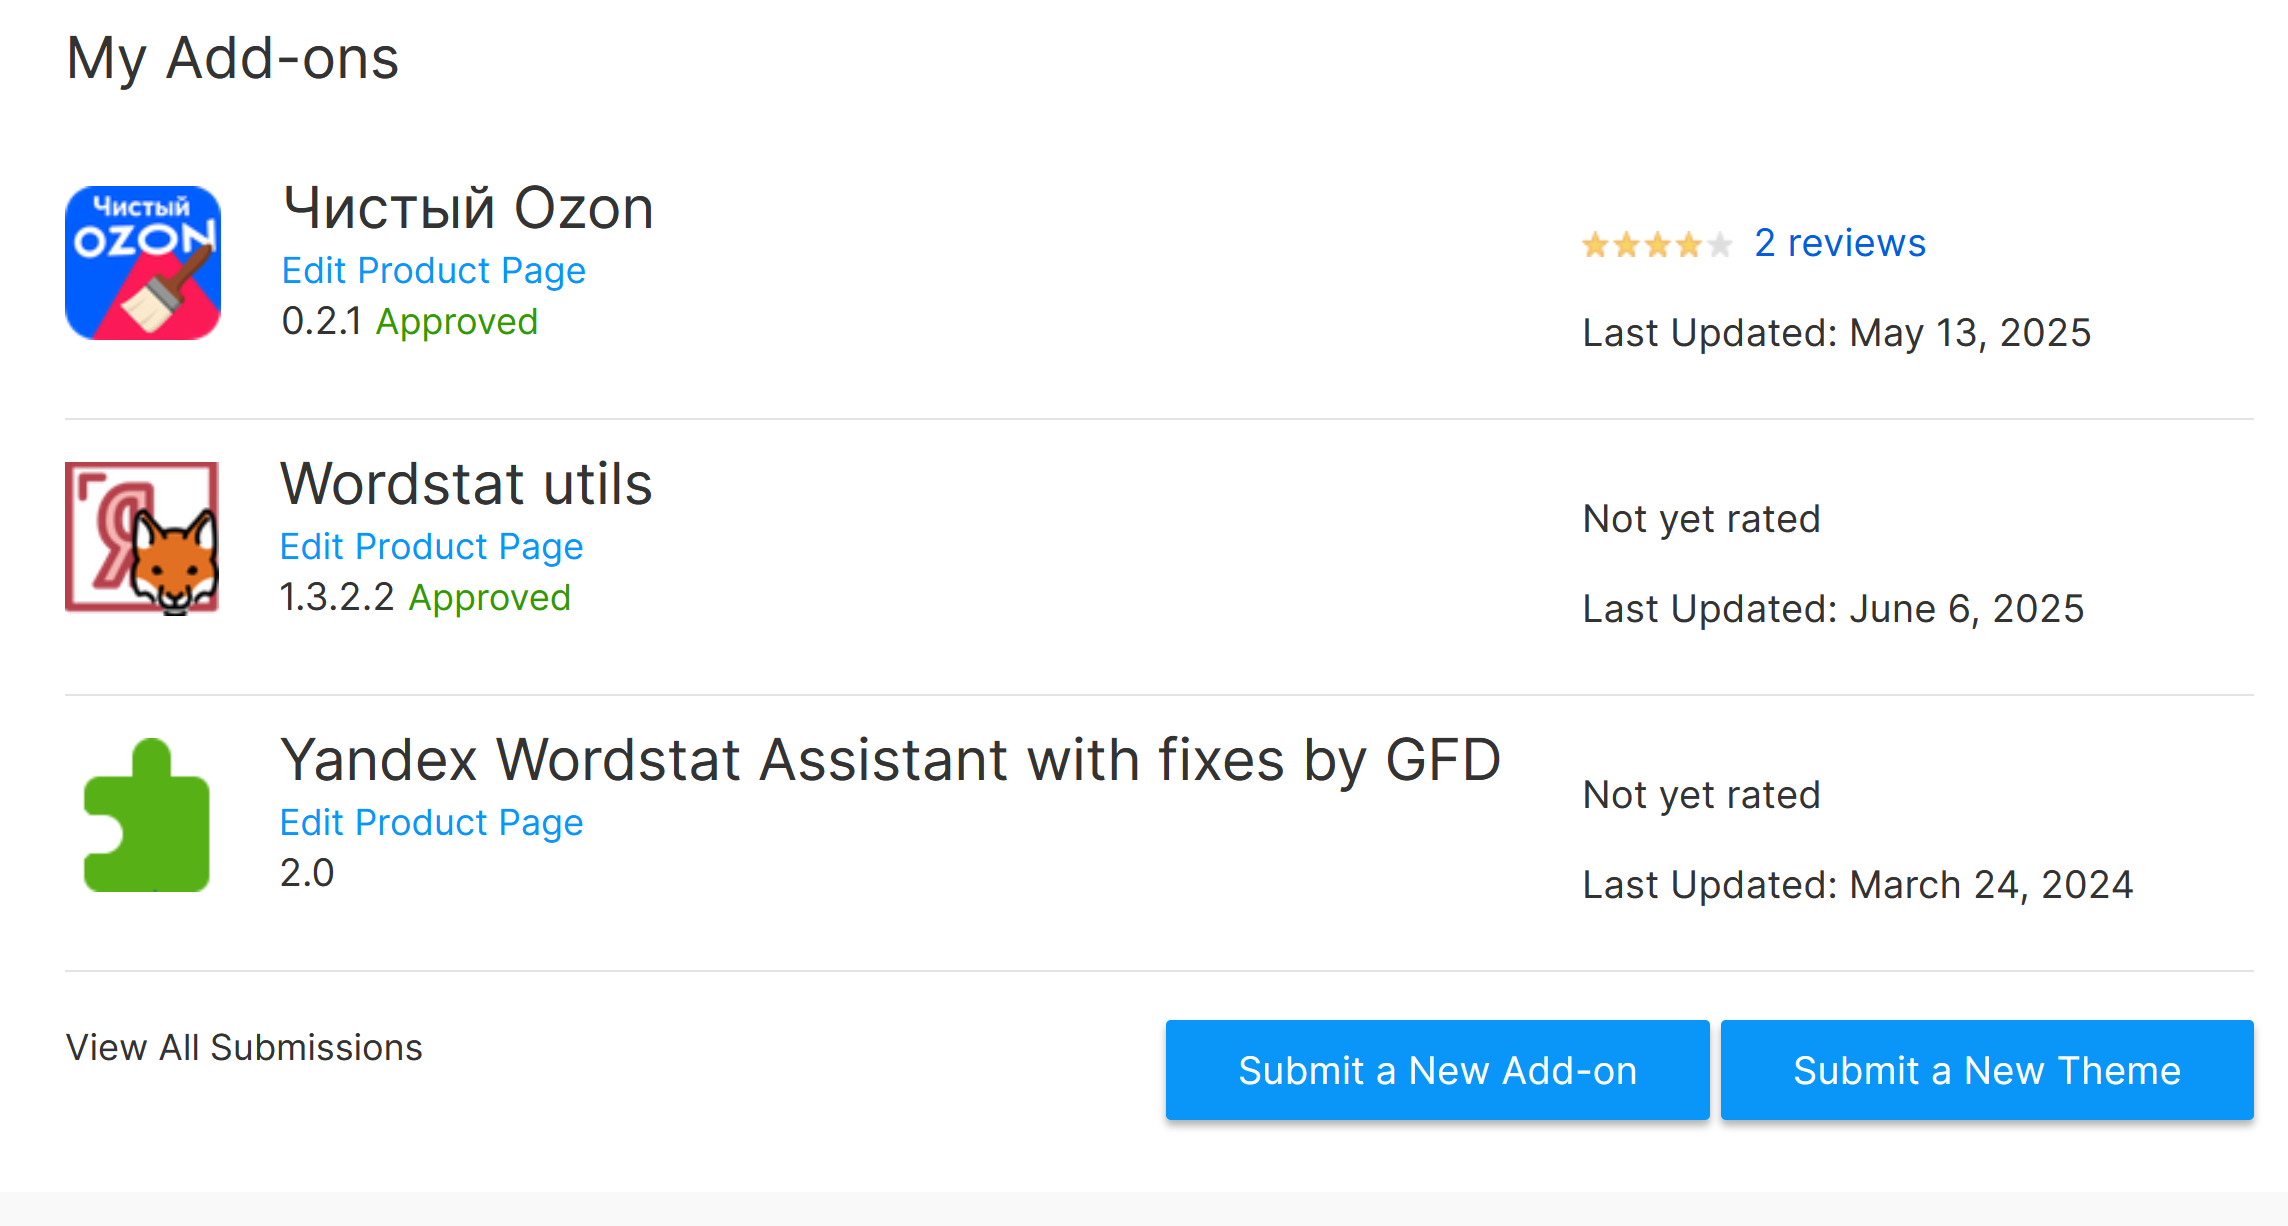 My Add-ons
Чистый
OZON
Чистый Ozon
Edit Product Page
0.2.1 Approved
2 reviews
Last Updated: May 13, 2025
Я
Wordstat utils
Edit Product Page
1.3.2.2 Approved
Not yet rated
Last Updated: June 6, 2025
Yandex Wordstat Assistant with fixes by GFD
Edit Product Page
2.0
Not yet rated
Last Updated: March 24, 2024
View All Submissions
Submit a New Add-on
Submit a New Theme